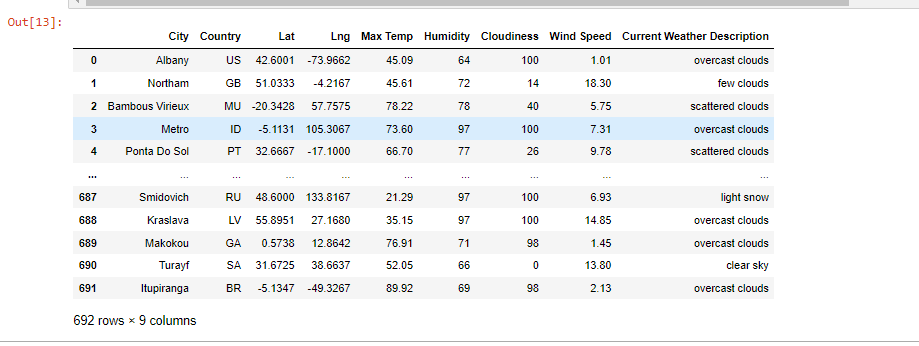 Out[13]:
City Country Lat Lng Max Temp Humidity Cloudiness Wind Speed Current Weather Description
0 Albany US 42.6001 -73.9662 45.09 64 100 1.01 overcast clouds
1 Northam GB 51.0333 -4.2167 45.61 72 14 18.30 few clouds
2 Bambous Virieux MU -20.3428 57.7575 78.22 78 40 5.75 scattered clouds
3 Metro ID -5.1131 105.3067 73.60 97 100 7.31 overcast clouds
4 Ponta Do Sol PT 32.6667 -17.1000 66.70 77 26 9.78 scattered clouds
... ... ... ... ... ... ... ... ... ...
687 Smidovich RU 48.6000 133.8167 21.29 97 100 6.93 light snow
688 Kraslava LV 55.8951 27.1680 35.15 97 100 14.85 overcast clouds
689 Makokou GA 0.5738 12.8642 76.91 71 98 1.45 overcast clouds
690 Turayf SA 31.6725 38.6637 52.05 66 0 13.80 clear sky
691 Itupiranga BR -5.1347 -49.3267 89.92 69 98 2.13 overcast clouds
692 rows × 9 columns